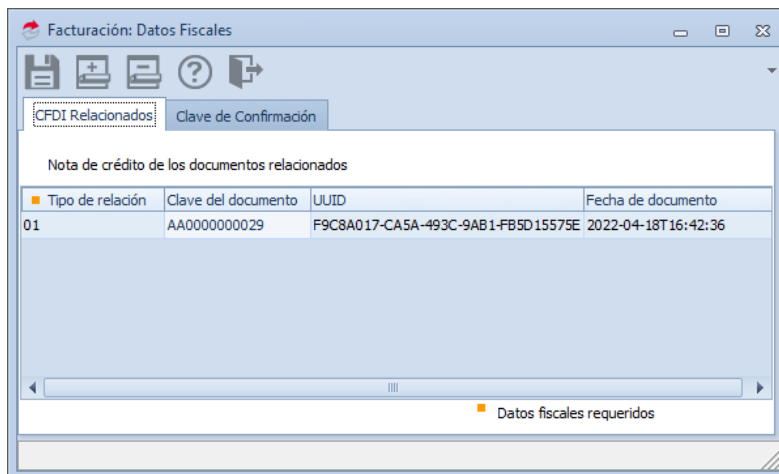 Facturación: Datos Fiscales
CFDI Relacionados Clave de Confirmación
Nota de crédito de los documentos relacionados
Tipo de relación Clave del documento UUID Fecha de documento
01 AA0000000029 F9C8A017-CA5A-493C-9AB1-FB5D15575E 2022-04-18T16:42:36
Datos fiscales requeridos